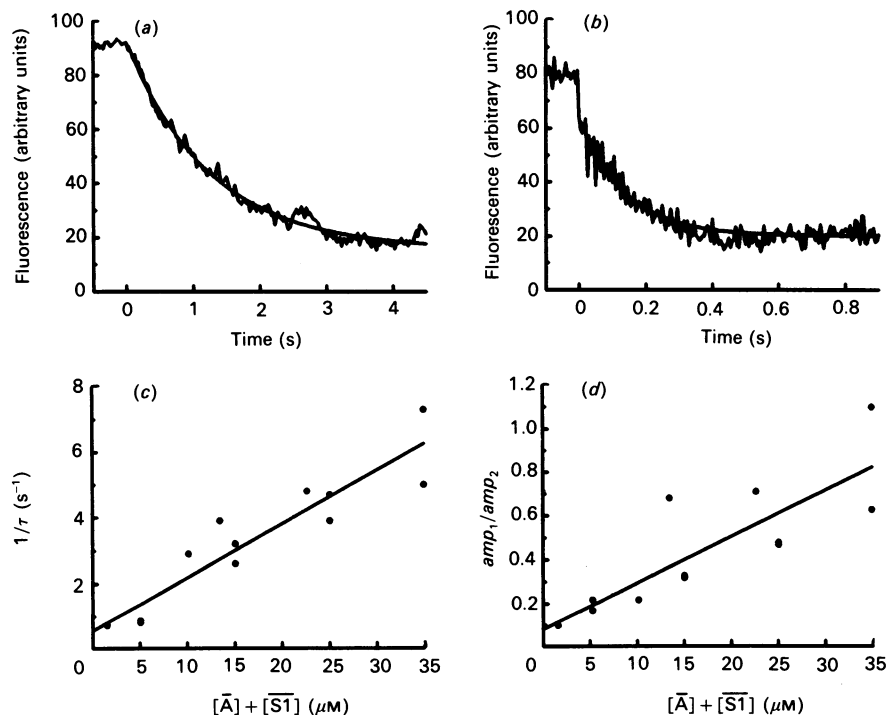 (a)
Fluorescence (arbitrary units)
100
80
60
40
20
0
0 1 2 3 4
Time (s)
(b)
Fluorescence (arbitrary units)
100
80
60
40
20
0
0 0.2 0.4 0.6 0.8
Time (s)
(c)
1/τ (s⁻¹)
8
6
4
2
0 5 10 15 20 25 30 35
[A̅] + [S̅1̅] (μM)
(d)
amp₁/amp₂
1.2
1.0
0.8
0.6
0.4
0.2
0 5 10 15 20 25 30 35
[A̅] + [S̅1̅] (μM)